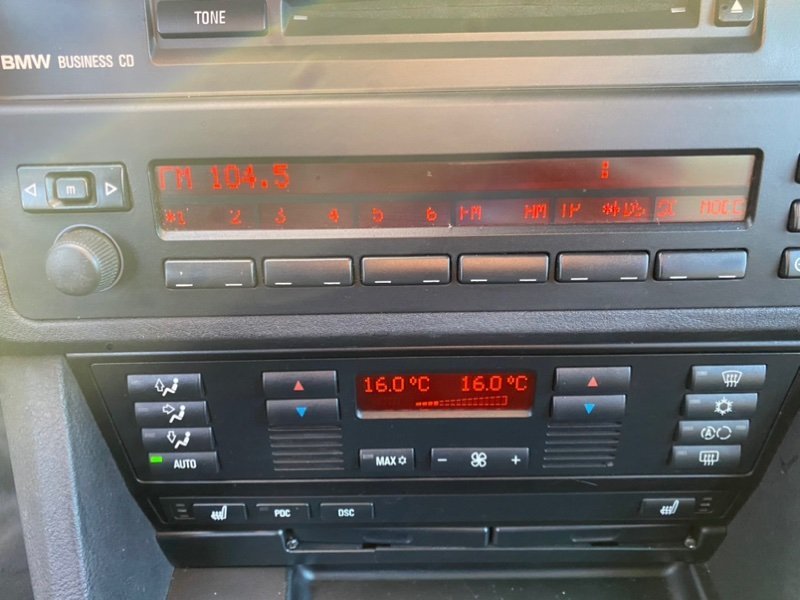 TONE
BMW BUSINESS CD
m
FM 104.5
*1 2 3 4 5 6 FM AM
16.0°C 16.0°C
AUTO
MAX
- +
A
PDC DSC